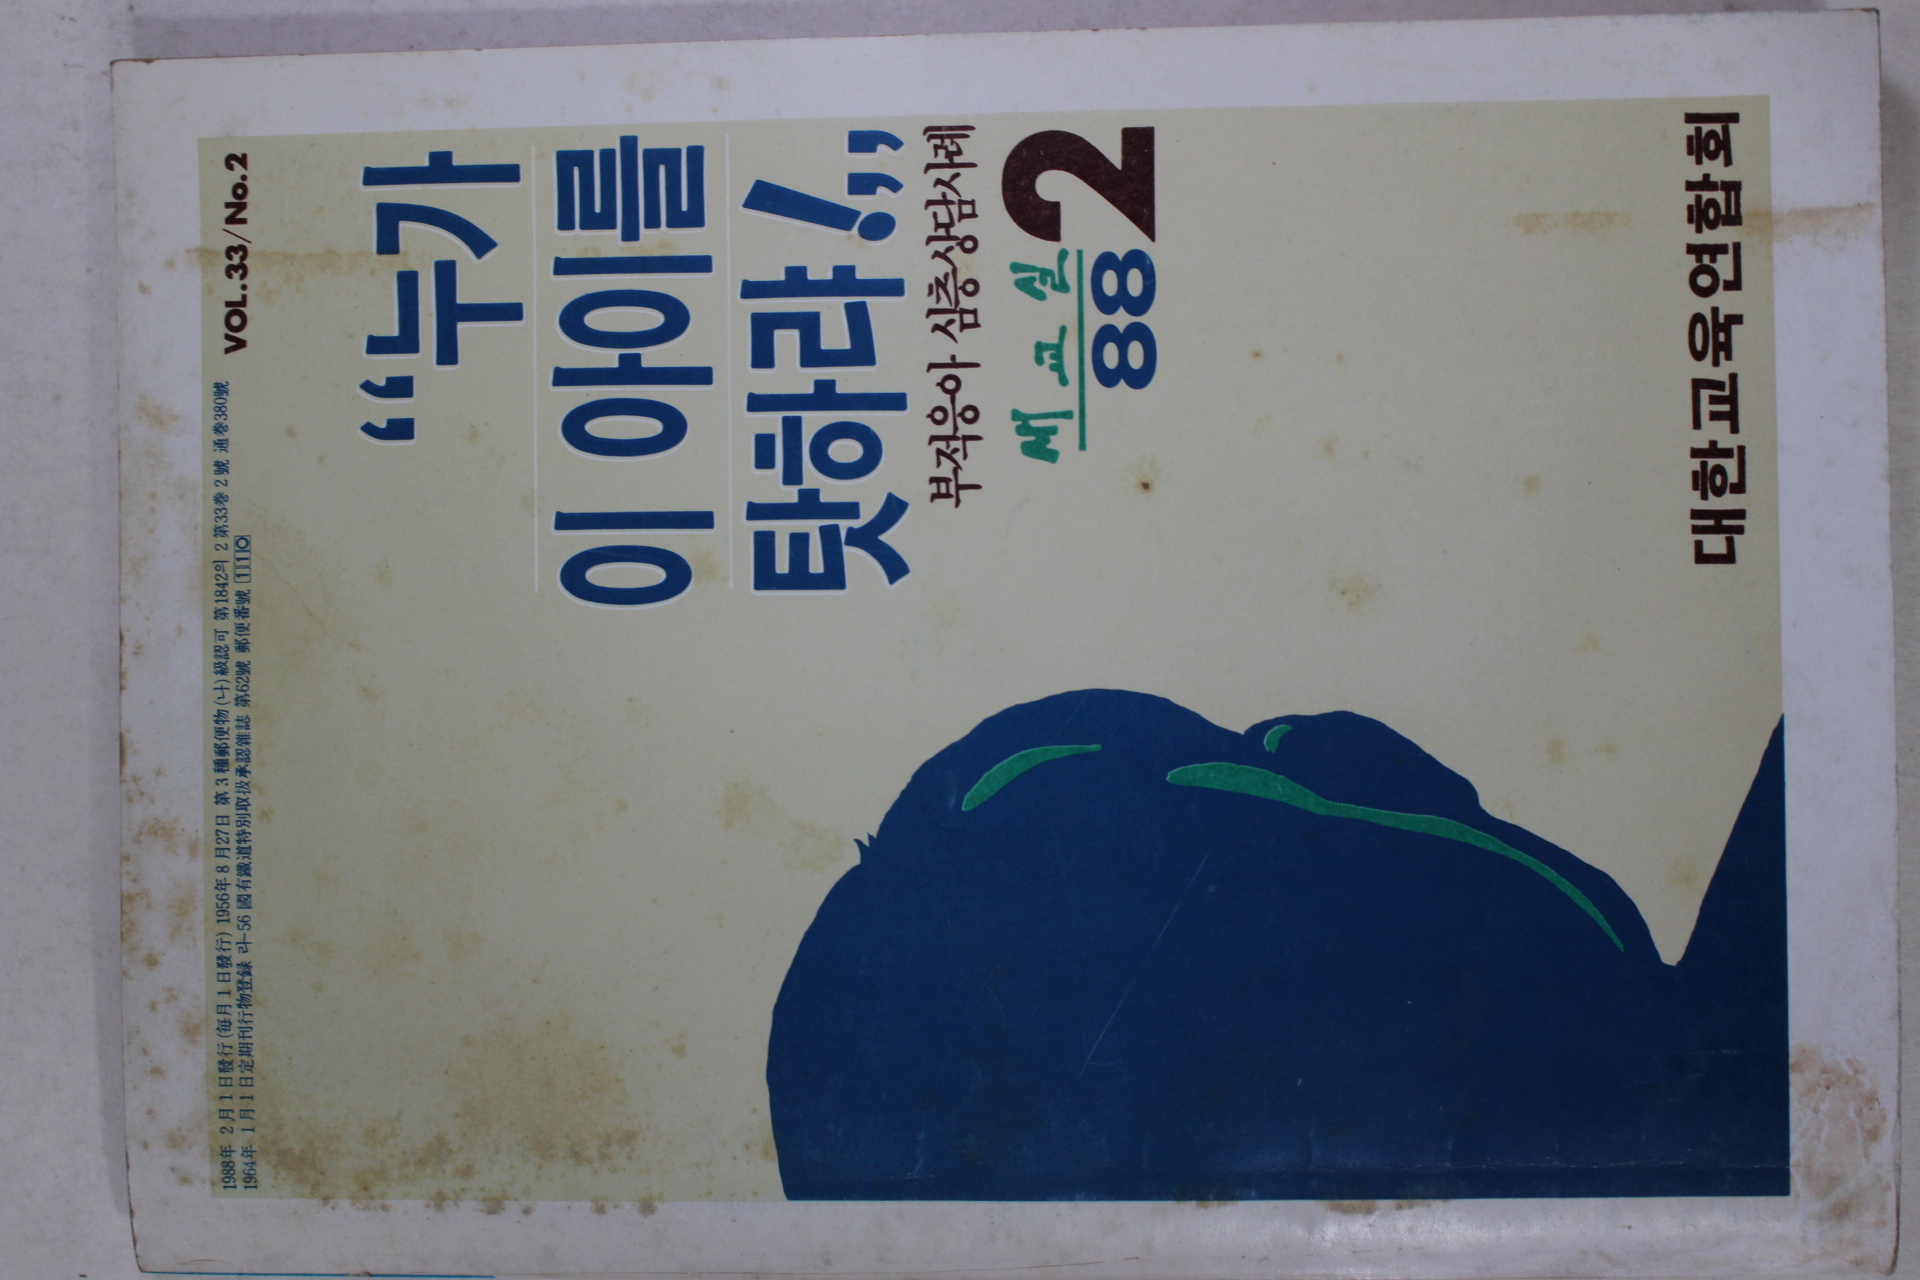 1988年 2月1日發行(毎月1日發行) 1956年8月27日 第3種郵便物(나)級認可 第1842의 2 第33卷2號 通卷380號
1964年 1月1日定期刊行物登録 라-56 國有鐵道特別取扱承認雜誌 第62號 郵便番號 110
VOL.33/No.2
“누가
이 아이를
탓하랴!”
부적응아 심층상담사례
새교실
88 2
대한교육연합회